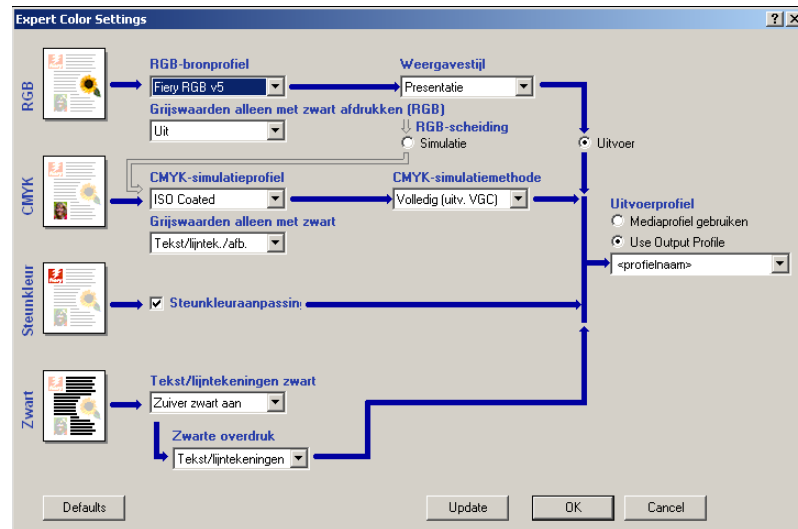 Expert Color Settings
RGB
RGB-bronprofiel
Fiery RGB v5
Weergavestijl
Presentatie
Grijswaarden alleen met zwart afdrukken (RGB)
Uit
RGB-scheiding
Simulatie
Uitvoer
CMYK
CMYK-simulatieprofiel
ISO Coated
CMYK-simulatiemethode
Volledig (uitv. VGC)
Grijswaarden alleen met zwart
Tekst/lijntek./afb.
Uitvoerprofiel
Mediaprofiel gebruiken
Use Output Profile
<profielnaam>
Steunkleur
Steunkleuraanpassin
Zwart
Tekst/lijntekeningen zwart
Zuiver zwart aan
Zwarte overdruk
Tekst/lijntekeningen
Defaults
Update
OK
Cancel